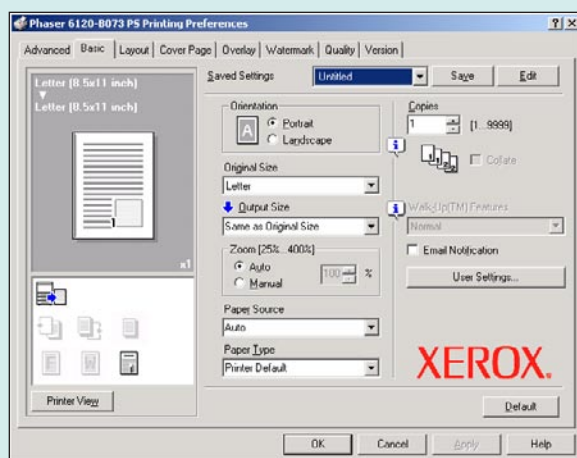 Phaser 6120-B073 PS Printing Preferences
Advanced Basic Layout Cover Page Overlay Watermark Quality Version
Letter (8.5x11 inch)
Letter (8.5x11 inch)
1
x1
Printer View
Saved Settings Untitled Save Edit
Orientation
A
Portrait
Landscape
Original Size
Letter
Output Size
Same as Original Size
Zoom [25%...400%]
Auto
Manual
100 %
Paper Source
Auto
Paper Type
Printer Default
Copies
1 [1...9999]
Collate
Walk-Up(TM) Features
Normal
Email Notification
User Settings...
XEROX.
Default
OK Cancel Apply Help